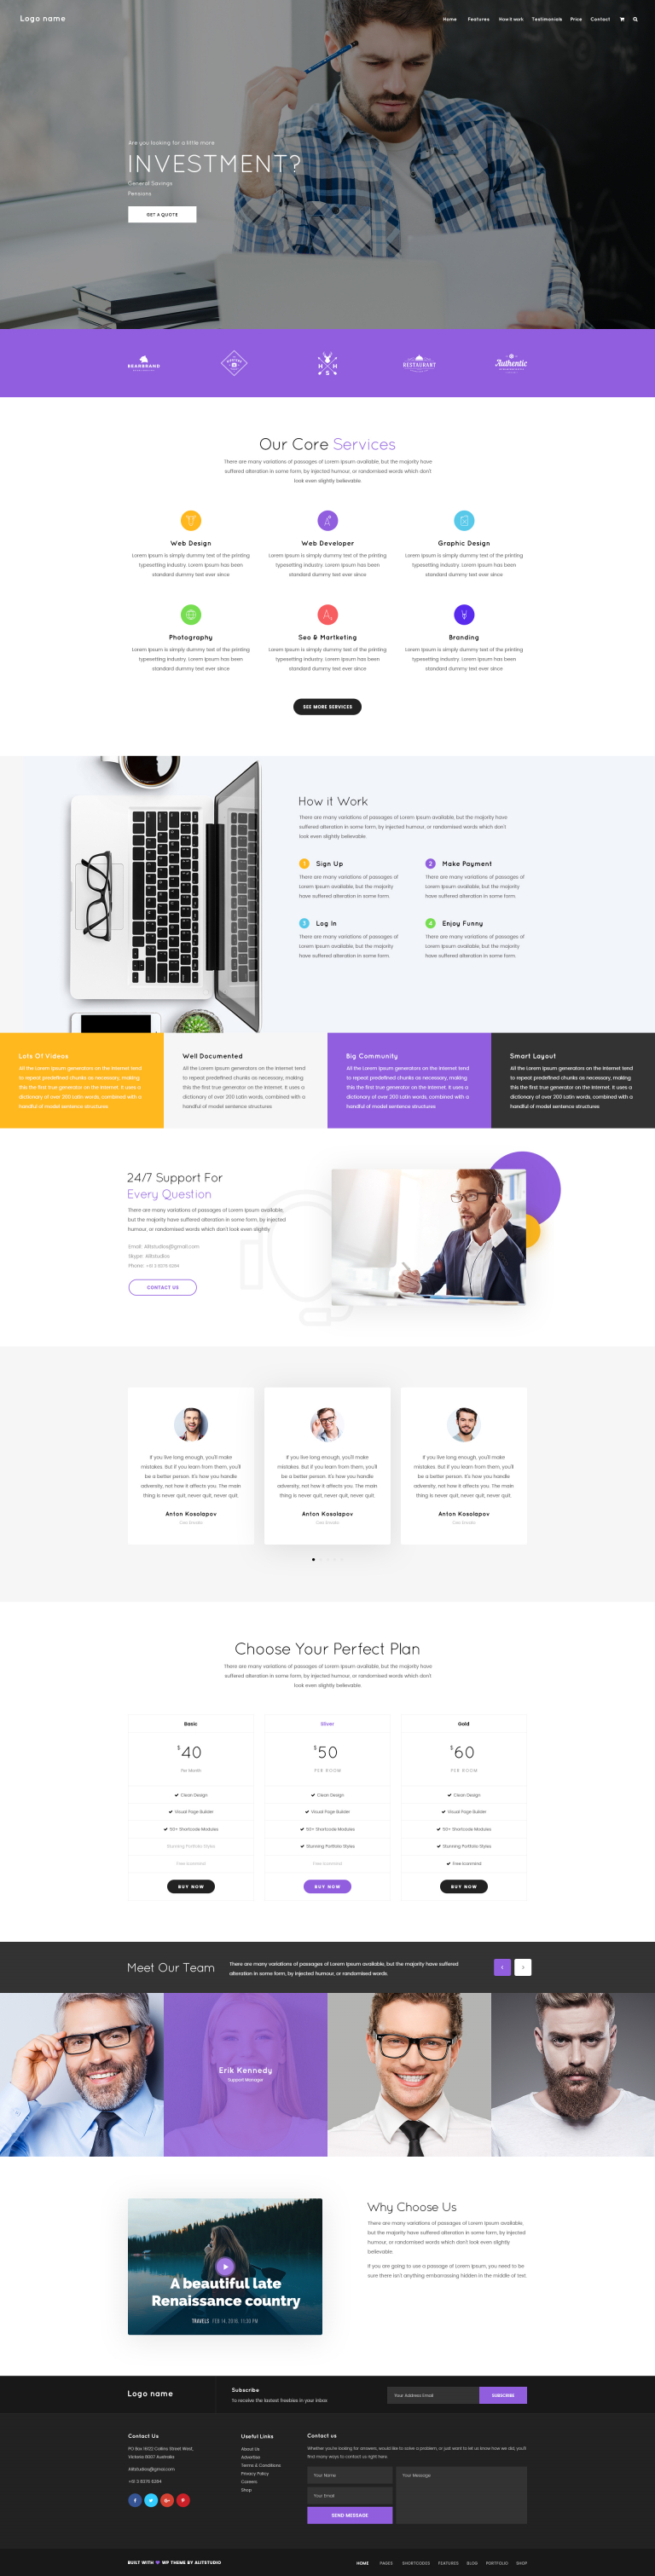 Logo name
Home Features How it work Testimonials Price Contact
Are you looking for a little more
INVESTMENT?
General Savings
Pensions
GET A QUOTE
BEARBRAND
H H
S
RESTAURANT
Authentic
Our Core Services
There are many variations of passages of Lorem Ipsum available, but the majority have
suffered alteration in some form, by injected humour, or randomised words which don't
look even slightly believable.
Web Design
Lorem Ipsum is simply dummy text of the printing
typesetting industry. Lorem Ipsum has been
standard dummy text ever since
Web Developer
Lorem Ipsum is simply dummy text of the printing
typesetting industry. Lorem Ipsum has been
standard dummy text ever since
Graphic Design
Lorem Ipsum is simply dummy text of the printing
typesetting industry. Lorem Ipsum has been
standard dummy text ever since
Photography
Lorem Ipsum is simply dummy text of the printing
typesetting industry. Lorem Ipsum has been
standard dummy text ever since
Seo & Martketing
Lorem Ipsum is simply dummy text of the printing
typesetting industry. Lorem Ipsum has been
standard dummy text ever since
Branding
Lorem Ipsum is simply dummy text of the printing
typesetting industry. Lorem Ipsum has been
standard dummy text ever since
SEE MORE SERVICES
How it Work
There are many variations of passages of Lorem Ipsum available, but the majority have
suffered alteration in some form, by injected humour, or randomised words which don't
look even slightly believable.
1 Sign Up
There are many variations of passages of
Lorem Ipsum available, but the majority
have suffered alteration in some form.
2 Make Payment
There are many variations of passages of
Lorem Ipsum available, but the majority
have suffered alteration in some form.
3 Log In
There are many variations of passages of
Lorem Ipsum available, but the majority
have suffered alteration in some form.
4 Enjoy Funny
There are many variations of passages of
Lorem Ipsum available, but the majority
have suffered alteration in some form.
Lots Of Videos
All the Lorem Ipsum generators on the Internet tend
to repeat predefined chunks as necessary, making
this the first true generator on the Internet. It uses a
dictionary of over 200 Latin words, combined with a
handful of model sentence structures
Well Documented
All the Lorem Ipsum generators on the Internet tend
to repeat predefined chunks as necessary, making
this the first true generator on the Internet. It uses a
dictionary of over 200 Latin words, combined with a
handful of model sentence structures
Big Community
All the Lorem Ipsum generators on the Internet tend
to repeat predefined chunks as necessary, making
this the first true generator on the Internet. It uses a
dictionary of over 200 Latin words, combined with a
handful of model sentence structures
Smart Layout
All the Lorem Ipsum generators on the Internet tend
to repeat predefined chunks as necessary, making
this the first true generator on the Internet. It uses a
dictionary of over 200 Latin words, combined with a
handful of model sentence structures
24/7 Support For
Every Question
There are many variations of passages of Lorem Ipsum available,
but the majority have suffered alteration in some form, by injected
humour, or randomised words which don't look even slightly
Email: Alitstudios@gmail.com
Skype: Alitstudios
Phone: +61 3 8376 6284
CONTACT US
If you live long enough, you'll make
mistakes. But if you learn from them, you'll
be a better person. It's how you handle
adversity, not how it affects you. The main
thing is never quit, never quit, never quit.
Anton Kosolapov
If you live long enough, you'll make
mistakes. But if you learn from them, you'll
be a better person. It's how you handle
adversity, not how it affects you. The main
thing is never quit, never quit, never quit.
Anton Kosolapov
If you live long enough, you'll make
mistakes. But if you learn from them, you'll
be a better person. It's how you handle
adversity, not how it affects you. The main
thing is never quit, never quit, never quit.
Anton Kosolapov
Choose Your Perfect Plan
There are many variations of passages of Lorem Ipsum available, but the majority have
suffered alteration in some form, by injected humour, or randomised words which don't
look even slightly believable.
Basic
$40
Per Month
Clean Design
Visual Page Builder
150+ Shortcode Modules
Stunning Portfolio Styles
Free Iconmind
BUY NOW
Silver
$50
PER ROOM
Clean Design
Visual Page Builder
150+ Shortcode Modules
Stunning Portfolio Styles
Free Iconmind
BUY NOW
Gold
$60
PER ROOM
Clean Design
Visual Page Builder
150+ Shortcode Modules
Stunning Portfolio Styles
Free Iconmind
BUY NOW
Meet Our Team
There are many variations of passages of Lorem Ipsum available, but the majority have suffered
alteration in some form, by injected humour, or randomised words.
Erik Kennedy
Support Manager
A beautiful late
Renaissance country
TRAVELS FEB 14, 2016, 11:30 PM
Why Choose Us
There are many variations of passages of Lorem Ipsum available,
but the majority have suffered alteration in some form, by injected
humour, or randomised words which don't look even slightly
believable.
If you are going to use a passage of Lorem Ipsum, you need to be
sure there isn't anything embarrassing hidden in the middle of text
Logo name
Subscribe
To receive the lastest freebies in your inbox
Your Address Email
SUBSCRIBE
Contact Us
PO Box 16122 Collins Street West,
Victoria 8007 Australia
Alitstudios@gmail.com
+61 3 8376 6284
Useful Links
About Us
Advertise
Terms & Conditions
Privacy Policy
Careers
Shop
Contact us
Whether you're looking for answers, would like to solve a problem, or just want to let us know how we did, you'll
find many ways to contact us right here.
Your Name
Your Email
Your Message
SEND MESSAGE
BUILT WITH WP THEME BY ALITSTUDIO
HOME PAGES SHORTCODES FEATURES BLOG PORTFOLIO SHOP